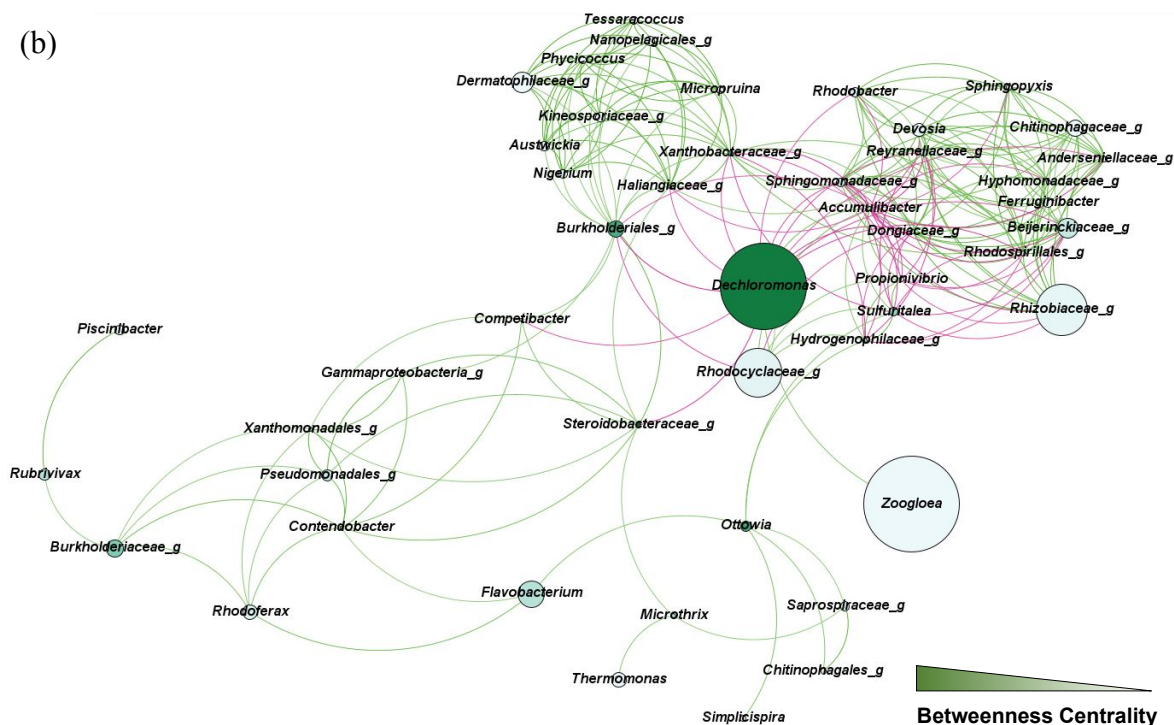 (b)
Tessaracoccus
Nanopelagicales_g
Phycicoccus
Dermatophilaceae_g
Micropruina
Rhodobacter
Sphingopyxis
Kineosporiaceae_g
Devosia
Chitinophagaceae_g
Austwickia
Xanthobacteraceae_g
Reyranellaceae_g
Anderseniellaceae_g
Nigerium
Haliangiaceae_g
Sphingomonadaceae_g
Hyphomonadaceae_g
Accumulibacter
Ferruginibacter
Burkholderiales_g
Dongiaceae_g
Beijerinckiaceae_g
Rhodospirillales_g
Dechloromonas
Propionivibrio
Rhizobiaceae_g
Sulfuritalea
Piscinibacter
Competibacter
Hydrogenophilaceae_g
Gammaproteobacteria_g
Rhodocyclaceae_g
Xanthomonadales_g
Steroidobacteraceae_g
Rubrivivax
Pseudomonadales_g
Zoogloea
Contendobacter
Ottowia
Burkholderiaceae_g
Flavobacterium
Rhodoferax
Microthrix
Saprospiraceae_g
Thermomonas
Chitinophagales_g
Simplicispira
Betweenness Centrality